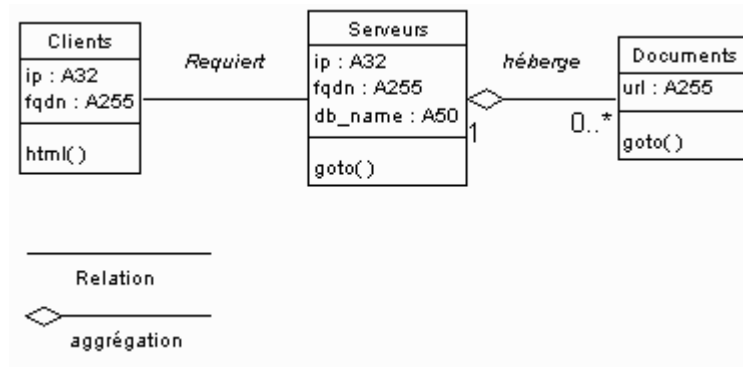 Clients
ip : A32
fqdn : A255
html()
Requiert
Serveurs
ip : A32
fqdn : A255
db_name : A50
goto()
héberge
1
0..*
Documents
url : A255
goto()
Relation
aggrégation